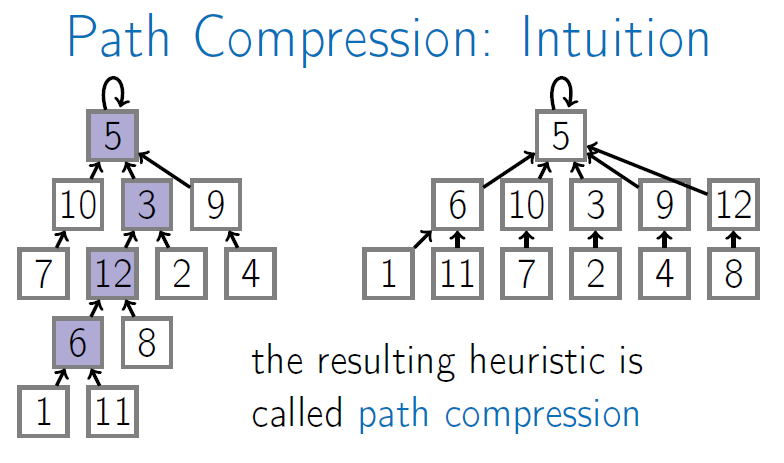 Path Compression: Intuition
5 5
10 3 9 6 10 3 9 12
7 12 2 4 1 11 7 2 4 8
6 8
the resulting heuristic is
1 11
called path compression